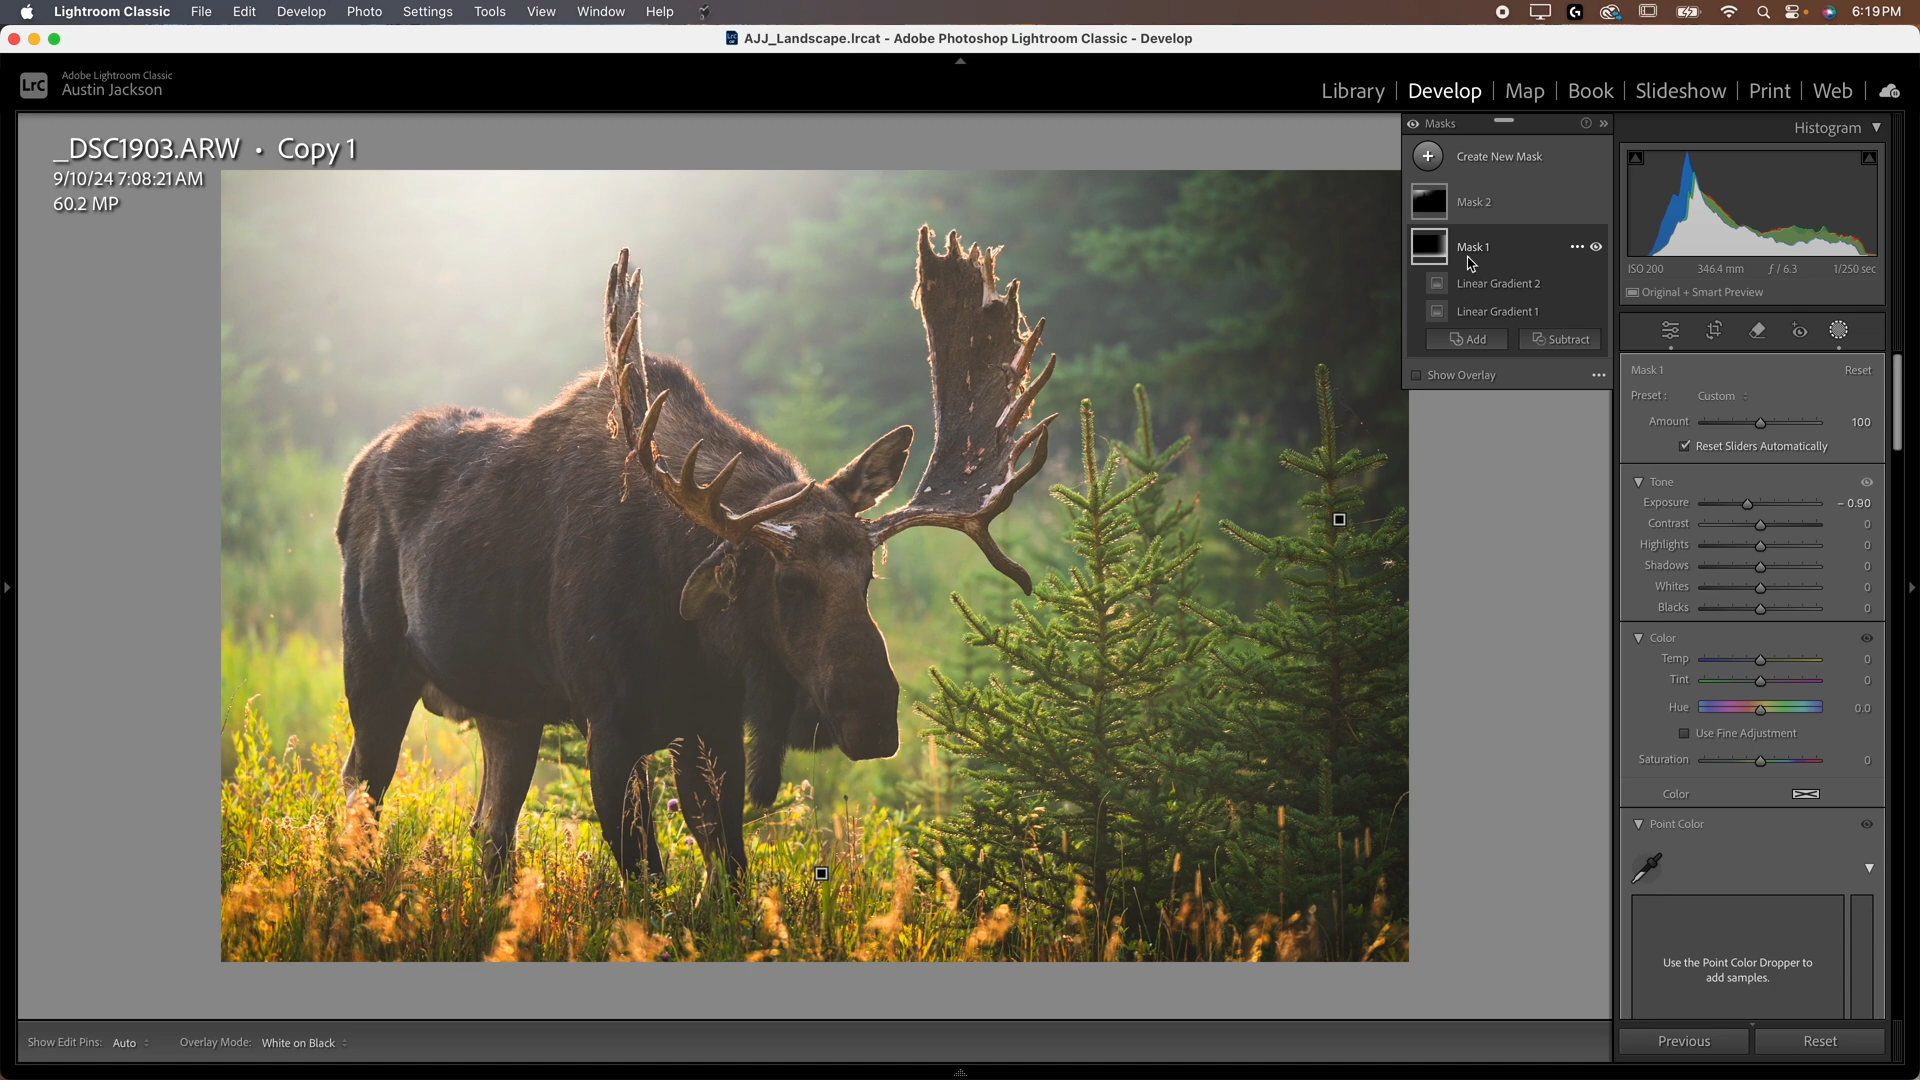 Lightroom Classic File Edit Develop Photo Settings Tools View Window Help 6:19 PM
LrC AJJ_Landscape.lrcat - Adobe Photoshop Lightroom Classic - Develop
LrC Adobe Lightroom Classic
Austin Jackson
Library Develop Map Book Slideshow Print Web
_DSC1903.ARW • Copy 1
9/10/24 7:08:21 AM
60.2 MP
Masks
Create New Mask
Mask 2
Mask 1
Linear Gradient 2
Linear Gradient 1
Add Subtract
Show Overlay
Histogram
ISO 200 346.4 mm ƒ / 6.3 1/250 sec
Original + Smart Preview
Mask 1 Reset
Preset : Custom
Amount 100
Reset Sliders Automatically
Tone
Exposure – 0.90
Contrast 0
Highlights 0
Shadows 0
Whites 0
Blacks 0
Color
Temp 0
Tint 0
Hue 0.0
Use Fine Adjustment
Saturation 0
Color
Point Color
Use the Point Color Dropper to
add samples.
Show Edit Pins: Auto Overlay Mode: White on Black
Previous Reset